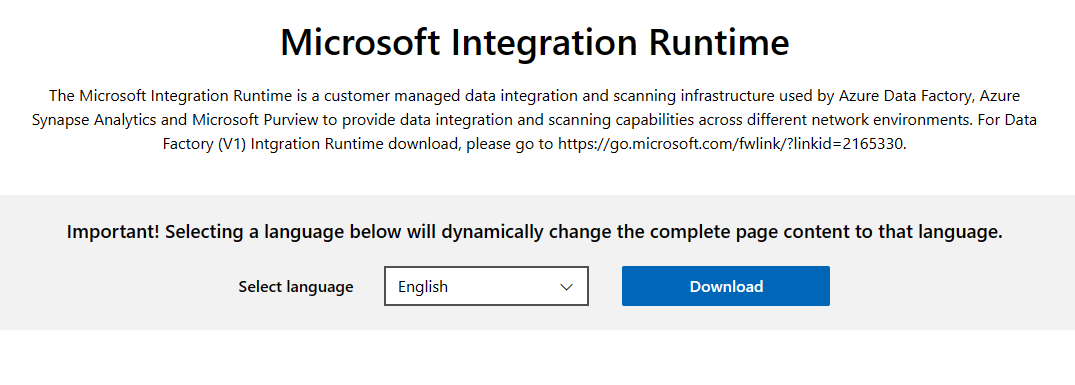 Microsoft Integration Runtime
The Microsoft Integration Runtime is a customer managed data integration and scanning infrastructure used by Azure Data Factory, Azure
Synapse Analytics and Microsoft Purview to provide data integration and scanning capabilities across different network environments. For Data
Factory (V1) Intgration Runtime download, please go to https://go.microsoft.com/fwlink/?linkid=2165330.
Important! Selecting a language below will dynamically change the complete page content to that language.
Select language English Download